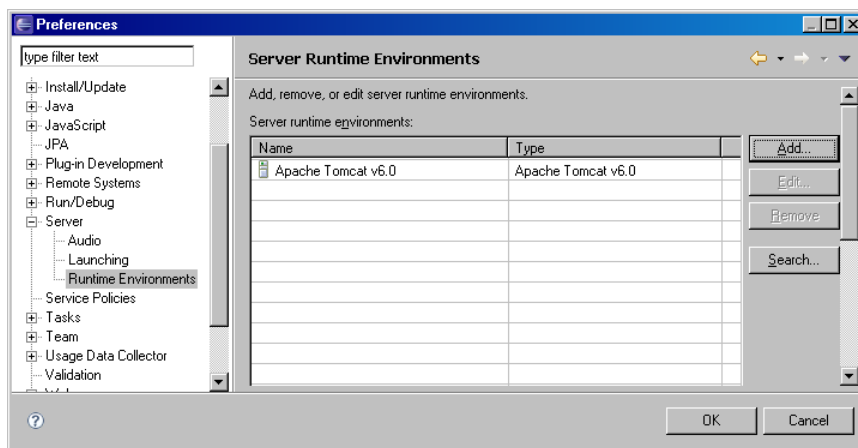 Preferences
type filter text
Install/Update
Java
JavaScript
JPA
Plug-in Development
Remote Systems
Run/Debug
Server
Audio
Launching
Runtime Environments
Service Policies
Tasks
Team
Usage Data Collector
Validation
Server Runtime Environments
Add, remove, or edit server runtime environments.
Server runtime environments:
Name Type
Apache Tomcat v6.0 Apache Tomcat v6.0
Add...
Edit...
Remove
Search...
?
OK Cancel